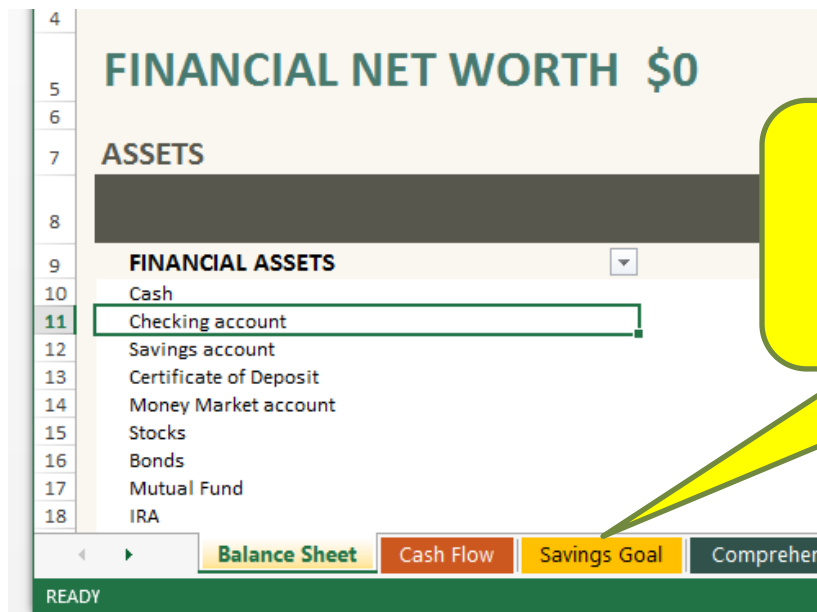 4
5 FINANCIAL NET WORTH $0
6
7 ASSETS
8
9 FINANCIAL ASSETS
10 Cash
11 Checking account
12 Savings account
13 Certificate of Deposit
14 Money Market account
15 Stocks
16 Bonds
17 Mutual Fund
18 IRA
Balance Sheet Cash Flow Savings Goal Comprehen
READY